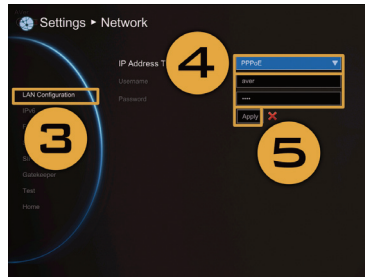 Settings ▸ Network
IP Address T
PPPoE
Username
aver
LAN Configuration
Password
••••
IPv6
Apply
Gatekeeper
Test
Home
3
4
5